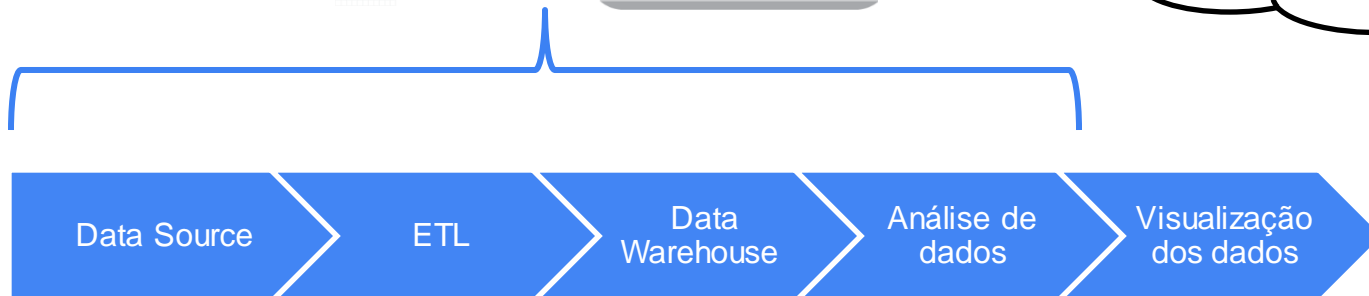 Data Source
ETL
Data
Warehouse
Análise de
dados
Visualização
dos dados